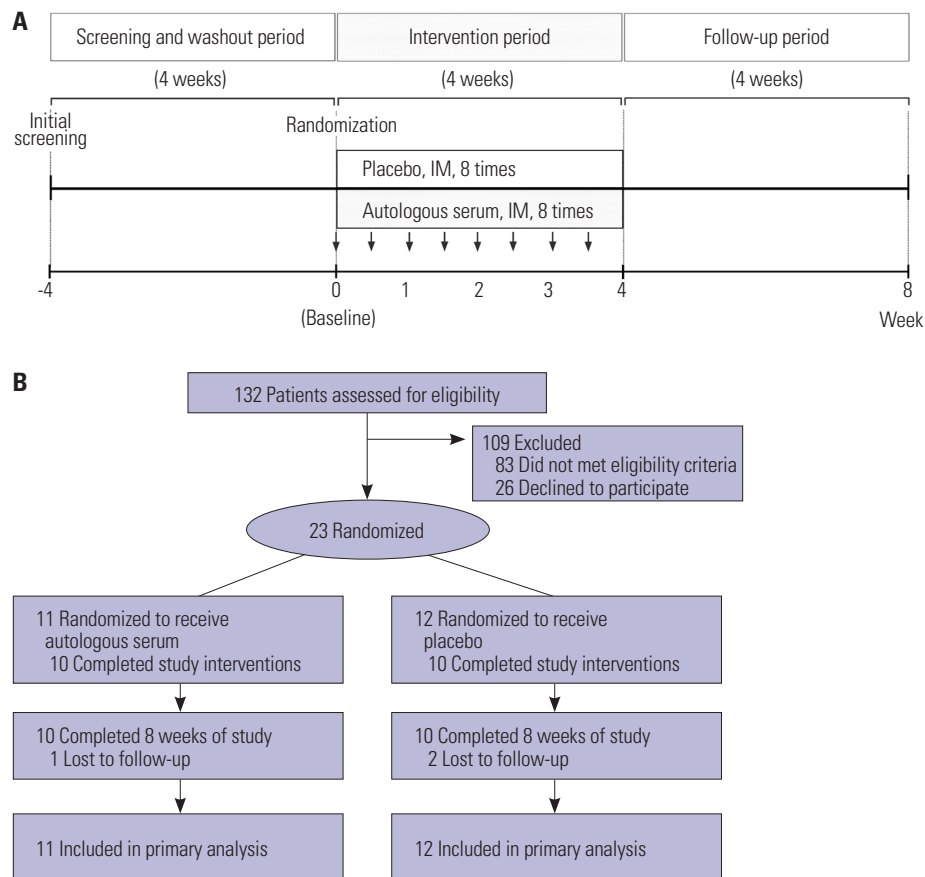 A
Screening and washout period
Intervention period
Follow-up period
(4 weeks)
(4 weeks)
(4 weeks)
Initial
screening
Randomization
Placebo, IM, 8 times
Autologous serum, IM, 8 times
-4
0
1
2
3
4
8
(Baseline)
Week
B
132 Patients assessed for eligibility
109 Excluded
83 Did not met eligibility criteria
26 Declined to participate
23 Randomized
11 Randomized to receive
autologous serum
10 Completed study interventions
12 Randomized to receive
placebo
10 Completed study interventions
10 Completed 8 weeks of study
1 Lost to follow-up
10 Completed 8 weeks of study
2 Lost to follow-up
11 Included in primary analysis
12 Included in primary analysis